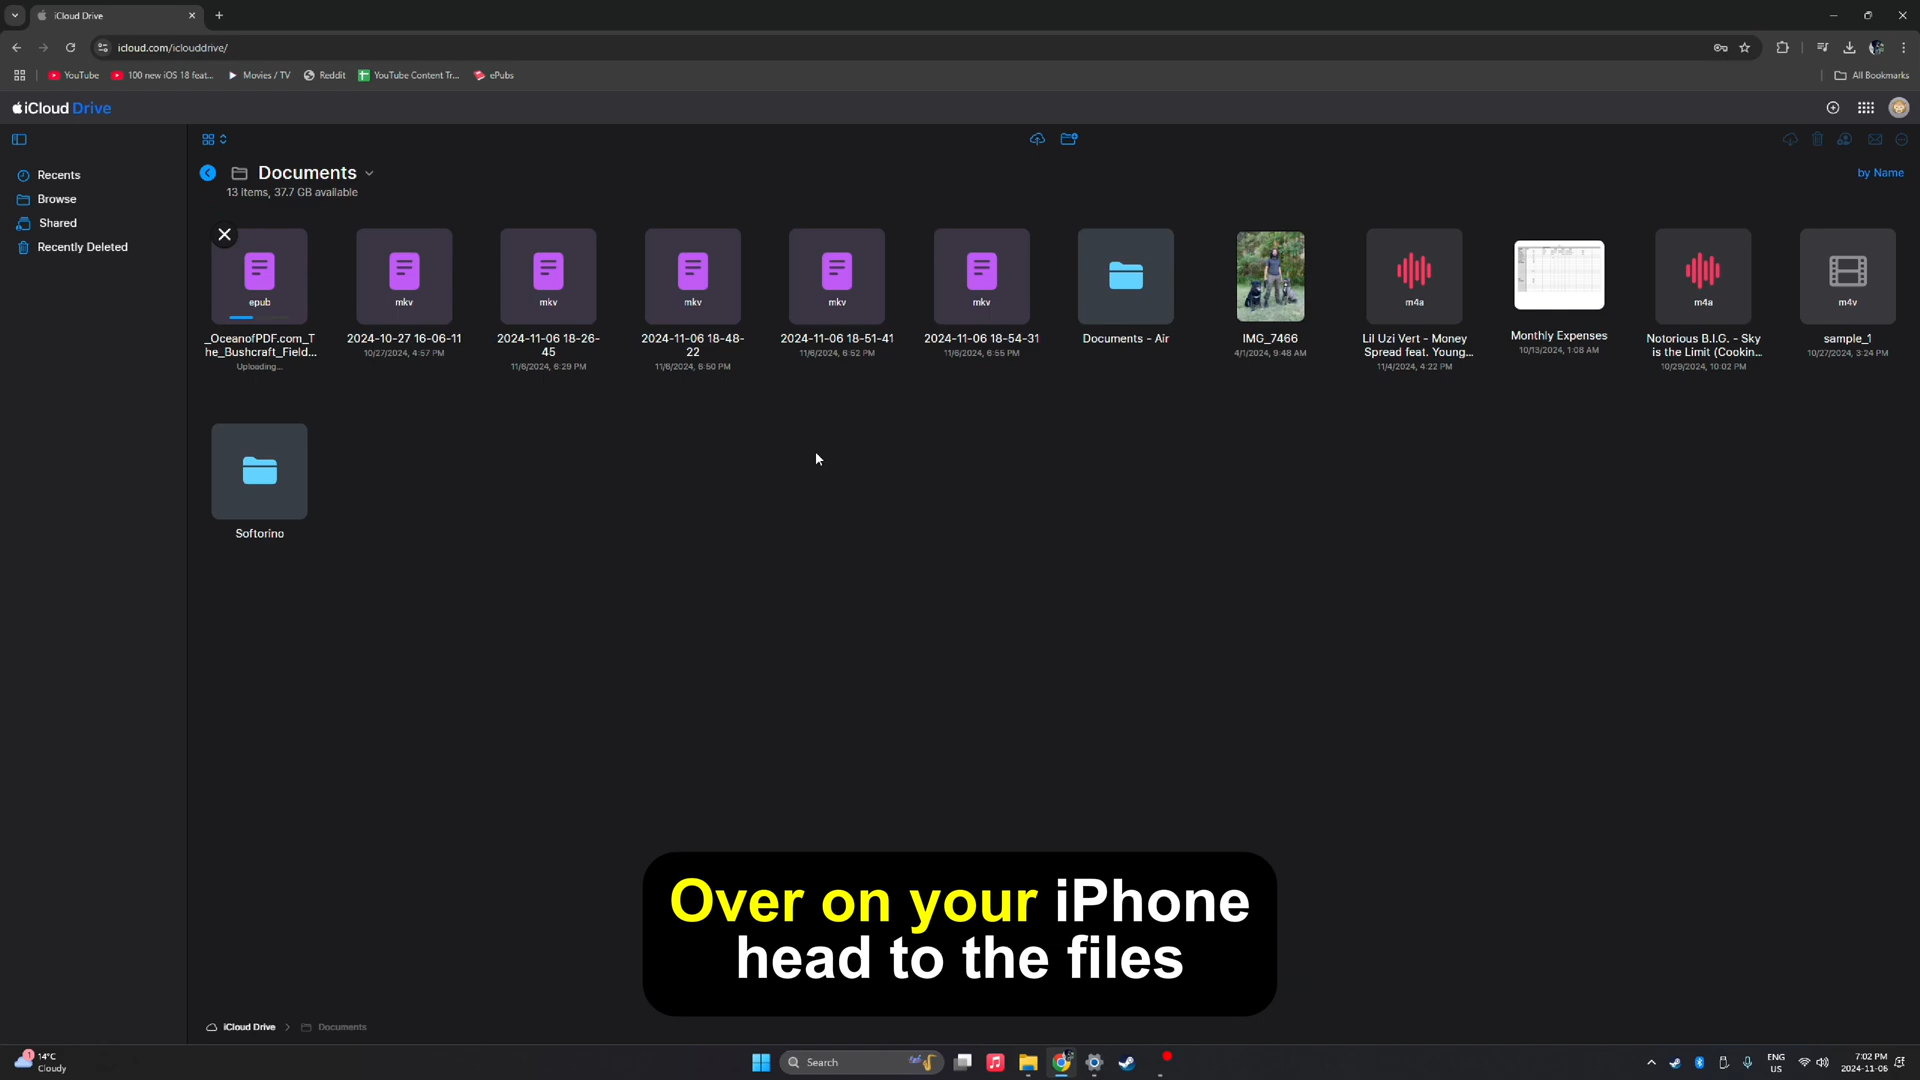 iCloud Drive
icloud.com/iclouddrive/
YouTube
100 new iOS 18 feat...
Movies / TV
Reddit
YouTube Content Tr...
ePubs
All Bookmarks
iCloud Drive
Recents
Browse
Shared
Recently Deleted
Documents
13 items, 37.7 GB available
by Name
epub
mkv
mkv
mkv
mkv
mkv
m4a
m4a
m4v
_OceanofPDF.com_T
he_Bushcraft_Field...
Uploading...
2024-10-27 16-06-11
10/27/2024, 4:57 PM
2024-11-06 18-26-
45
11/6/2024, 6:29 PM
2024-11-06 18-48-
22
11/6/2024, 6:50 PM
2024-11-06 18-51-41
11/6/2024, 6:52 PM
2024-11-06 18-54-31
11/6/2024, 6:55 PM
Documents - Air
IMG_7466
4/1/2024, 9:48 AM
Lil Uzi Vert - Money
Spread feat. Young...
11/4/2024, 4:22 PM
Monthly Expenses
10/13/2024, 1:08 AM
Notorious B.I.G. - Sky
is the Limit (Cookin...
10/29/2024, 10:02 PM
sample_1
10/27/2024, 3:24 PM
Softorino
Over on your iPhone
head to the files
iCloud Drive
Documents
1
14°C
Cloudy
Search
ENG
US
7:02 PM
2024-11-06